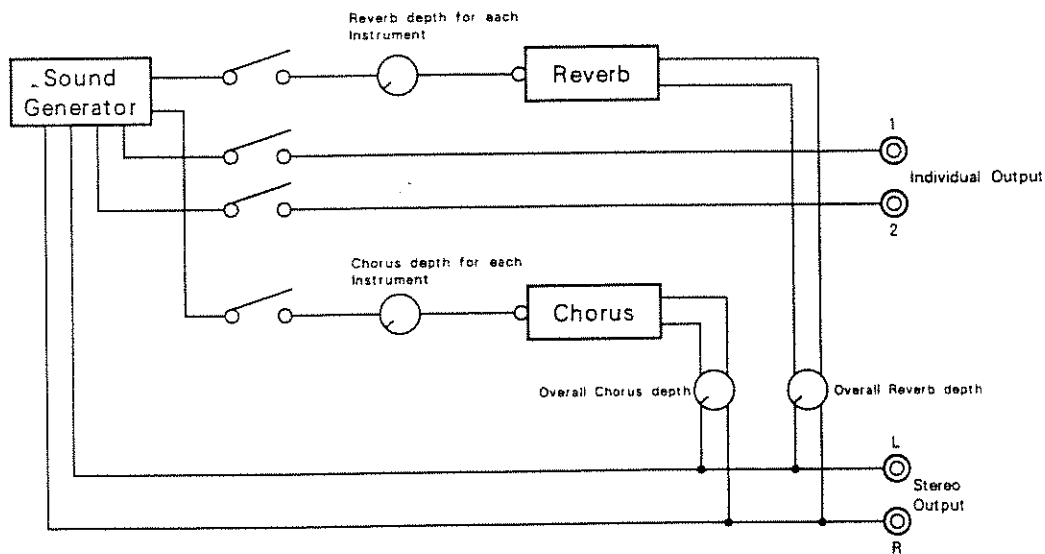 Reverb depth for each
Instrument
Sound
Generator
Reverb
1
Individual Output
2
Chorus depth for each
Instrument
Chorus
Overall Chorus depth
Overall Reverb depth
L
Stereo
Output
R